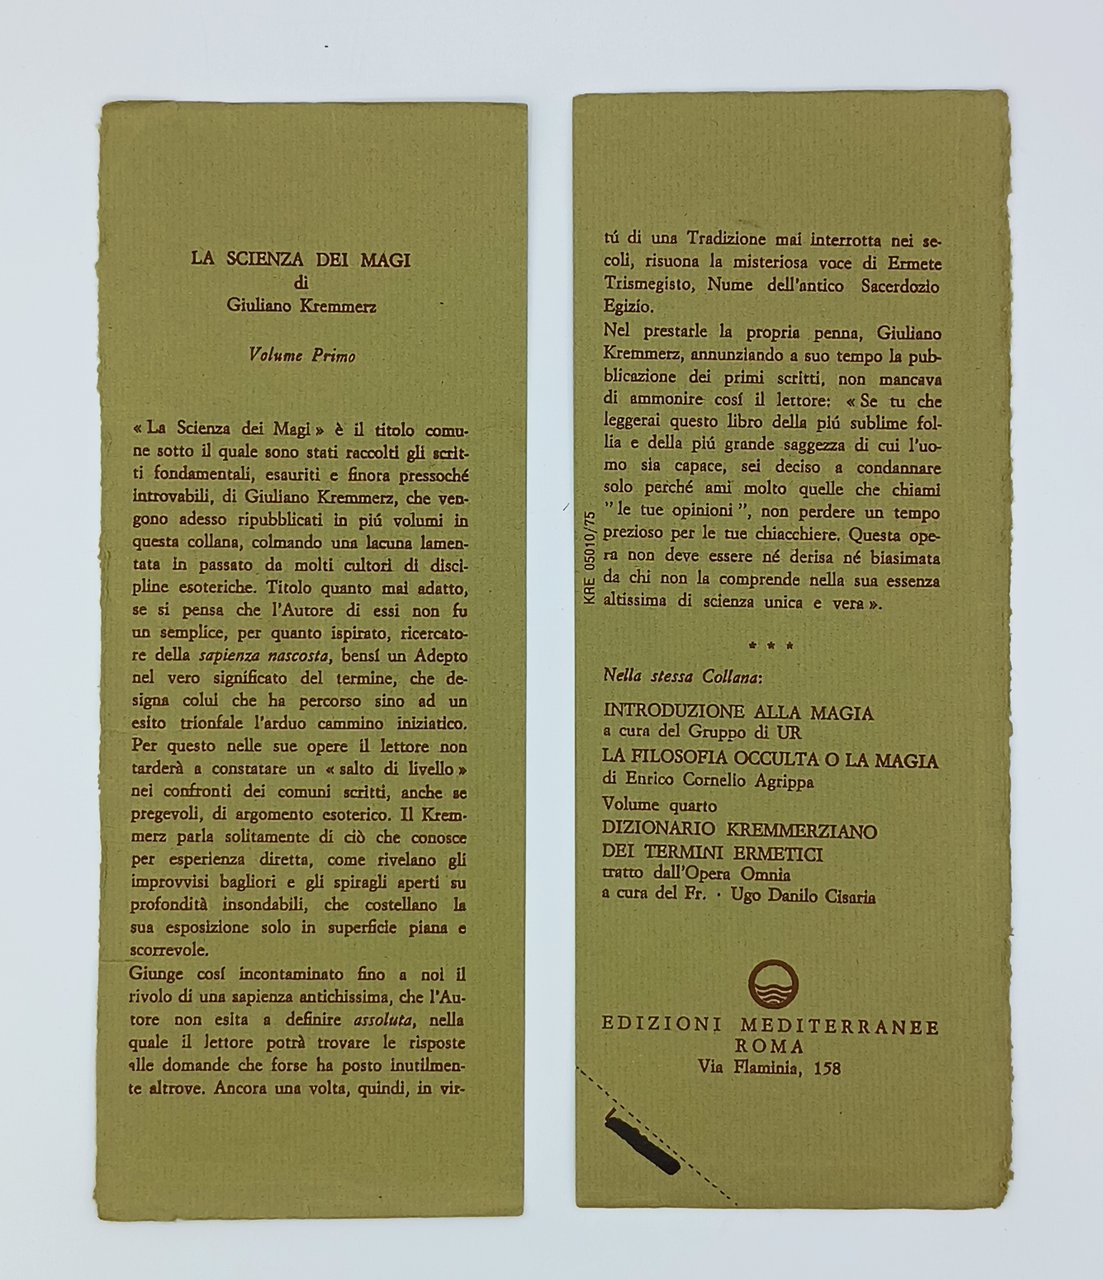 LA SCIENZA DEI MAGI
di
Giuliano Kremmerz
Volume Primo
« La Scienza dei Magi » è il titolo comu-
ne sotto il quale sono stati raccolti gli scrit-
ti fondamentali, esauriti e finora pressoché
introvabili, di Giuliano Kremmerz, che ven-
gono adesso ripubblicati in piú volumi in
questa collana, colmando una lacuna lamen-
tata in passato da molti cultori di disci-
pline esoteriche. Titolo quanto mai adatto,
se si pensa che l'Autore di essi non fu
un semplice, per quanto ispirato, ricercato-
re della sapienza nascosta, bensí un Adepto
nel vero significato del termine, che de-
signa colui che ha percorso sino ad un
esito trionfale l'arduo cammino iniziatico.
Per questo nelle sue opere il lettore non
tarderà a constatare un « salto di livello »
nei confronti dei comuni scritti, anche se
pregevoli, di argomento esoterico. Il Krem-
merz parla solitamente di ciò che conosce
per esperienza diretta, come rivelano gli
improvvisi bagliori e gli spiragli aperti su
profondità insondabili, che costellano la
sua esposizione solo in superficie piana e
scorrevole.
Giunge cosí incontaminato fino a noi il
rivolo di una sapienza antichissima, che l'Au-
tore non esita a definire assoluta, nella
quale il lettore potrà trovare le risposte
alle domande che forse ha posto inutilmen-
te altrove. Ancora una volta, quindi, in vir-
tú di una Tradizione mai interrotta nei se-
coli, risuona la misteriosa voce di Ermete
Trismegisto, Nume dell'antico Sacerdozio
Egizio.
Nel prestarle la propria penna, Giuliano
Kremmerz, annunziando a suo tempo la pub-
blicazione dei primi scritti, non mancava
di ammonire cosí il lettore: « Se tu che
leggerai questo libro della piú sublime fol-
lia e della piú grande saggezza di cui l'uo-
mo sia capace, sei deciso a condannare
solo perché ami molto quelle che chiami
" le tue opinioni ", non perdere un tempo
prezioso per le tue chiacchiere. Questa ope-
ra non deve essere né derisa né biasimata
da chi non la comprende nella sua essenza
altissima di scienza unica e vera ».
KRE 05010/75
* * *
Nella stessa Collana:
INTRODUZIONE ALLA MAGIA
a cura del Gruppo di UR
LA FILOSOFIA OCCULTA O LA MAGIA
di Enrico Cornelio Agrippa
Volume quarto
DIZIONARIO KREMMERZIANO
DEI TERMINI ERMETICI
tratto dall'Opera Omnia
a cura del Fr. · Ugo Danilo Cisaria
EDIZIONI MEDITERRANEE
ROMA
Via Flaminia, 158